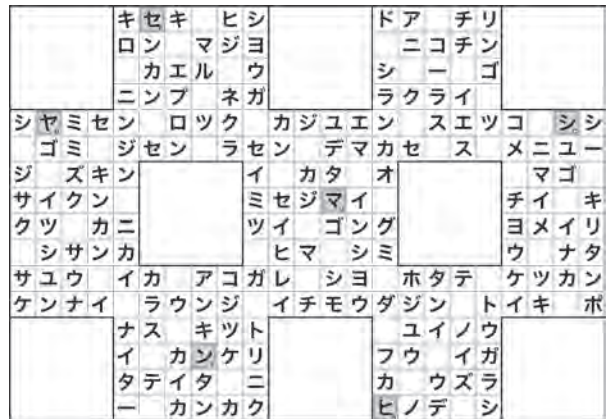 キセキ ヒシ ドア チリ
ロン マジヨ ニコチン
カエル ウ シ ー ゴ
ニンプ ネガ ラクライ
シヤミセン ロツク カジユエン スエツコ シシ
ゴミ ジセン ラセン デマカセ ス メニユー
ジ ズキン イ カタ オ マゴ
サイクン ミセジマイ チイ キ
クツ カニ ツイ ゴング ヨメイリ
シサンカ ヒマ シミ ウ ナタ
サユウ イカ アコガレ シヨ ホタテ ケツカン
ケンナイ ラウンジ イチモウダジン トイキ ポ
ナス キツト ユイノウ
イ カンケリ フウ イガ
タテイタ ニ カ ウズラ
ー カンカク ヒノデ シ